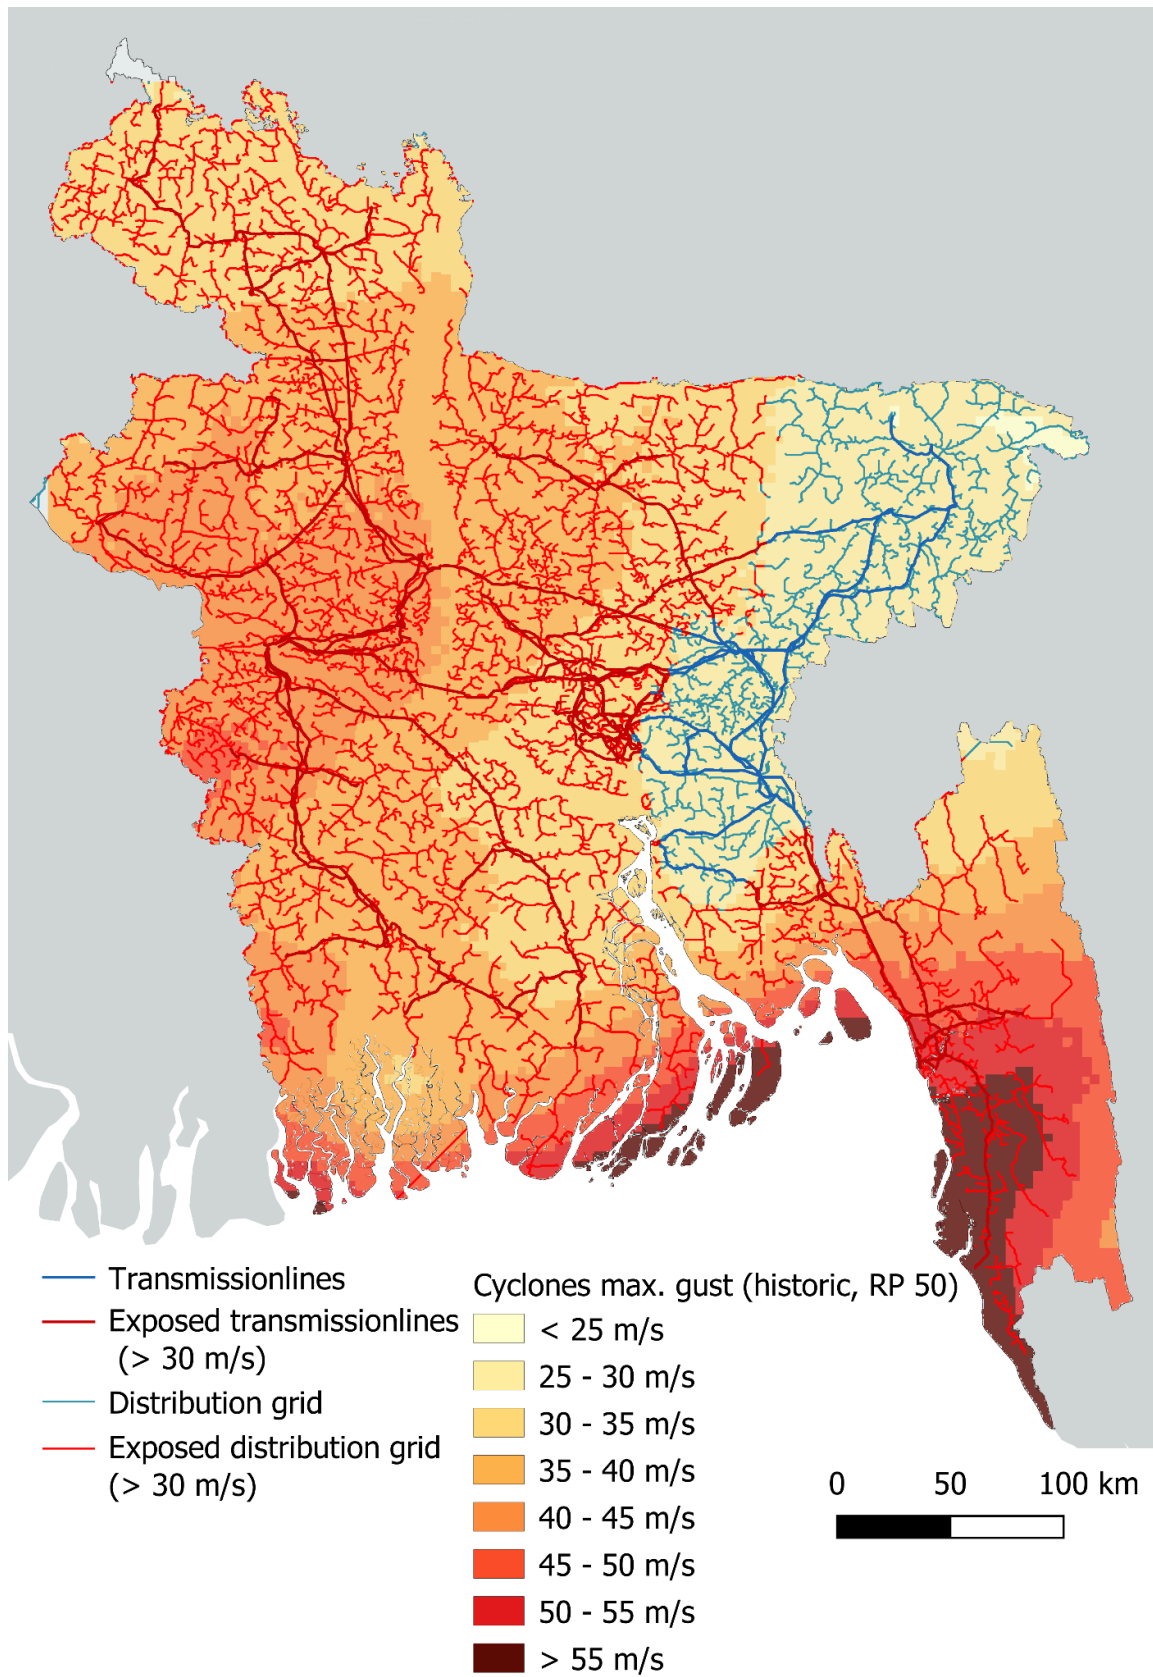 Transmissionlines
Exposed transmissionlines
(> 30 m/s)
Distribution grid
Exposed distribution grid
(> 30 m/s)
Cyclones max. gust (historic, RP 50)
< 25 m/s
25 - 30 m/s
30 - 35 m/s
35 - 40 m/s
40 - 45 m/s
45 - 50 m/s
50 - 55 m/s
> 55 m/s
0 50 100 km